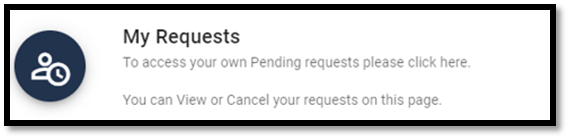 My Requests
To access your own Pending requests please click here.
You can View or Cancel your requests on this page.